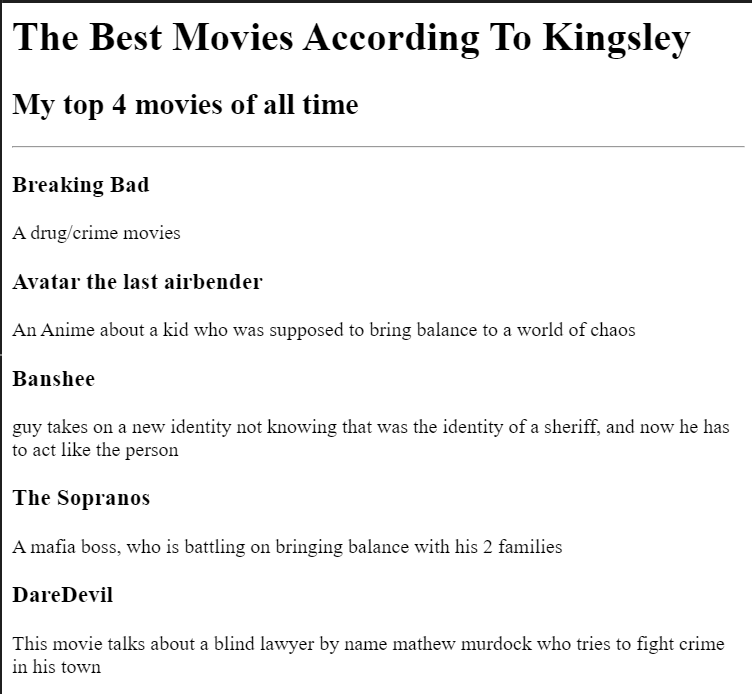 The Best Movies According To Kingsley
My top 4 movies of all time
Breaking Bad
A drug/crime movies
Avatar the last airbender
An Anime about a kid who was supposed to bring balance to a world of chaos
Banshee
guy takes on a new identity not knowing that was the identity of a sheriff, and now he has
to act like the person
The Sopranos
A mafia boss, who is battling on bringing balance with his 2 families
DareDevil
This movie talks about a blind lawyer by name mathew murdock who tries to fight crime
in his town